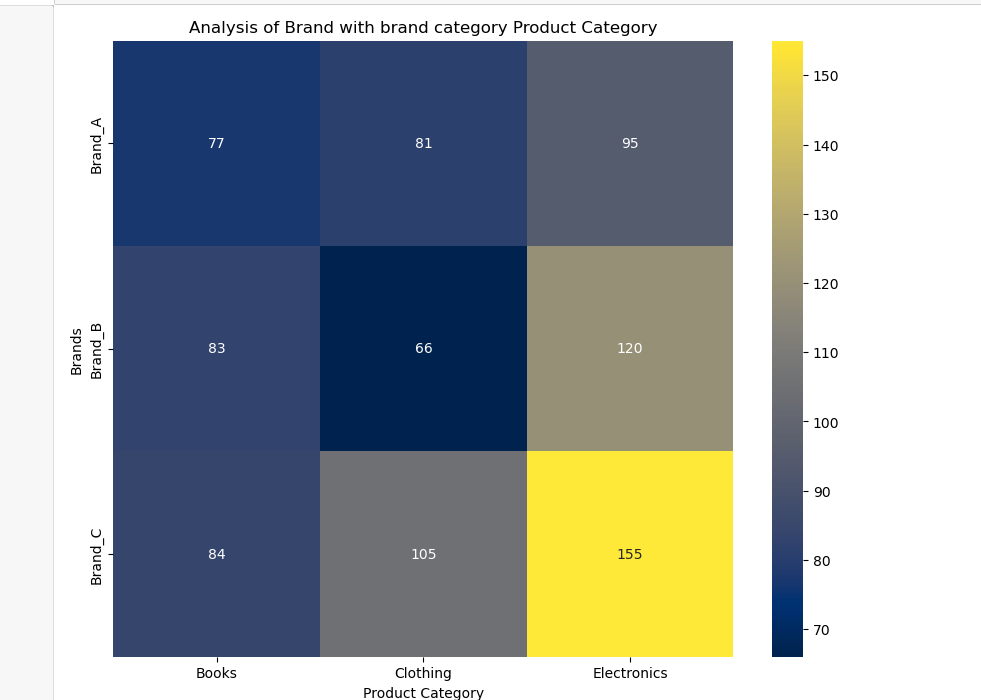 Analysis of Brand with brand category Product Category
Brands
Brand_A
77
81
95
Brand_B
83
66
120
Brand_C
84
105
155
Books
Clothing
Electronics
Product Category
150
140
130
120
110
100
90
80
70